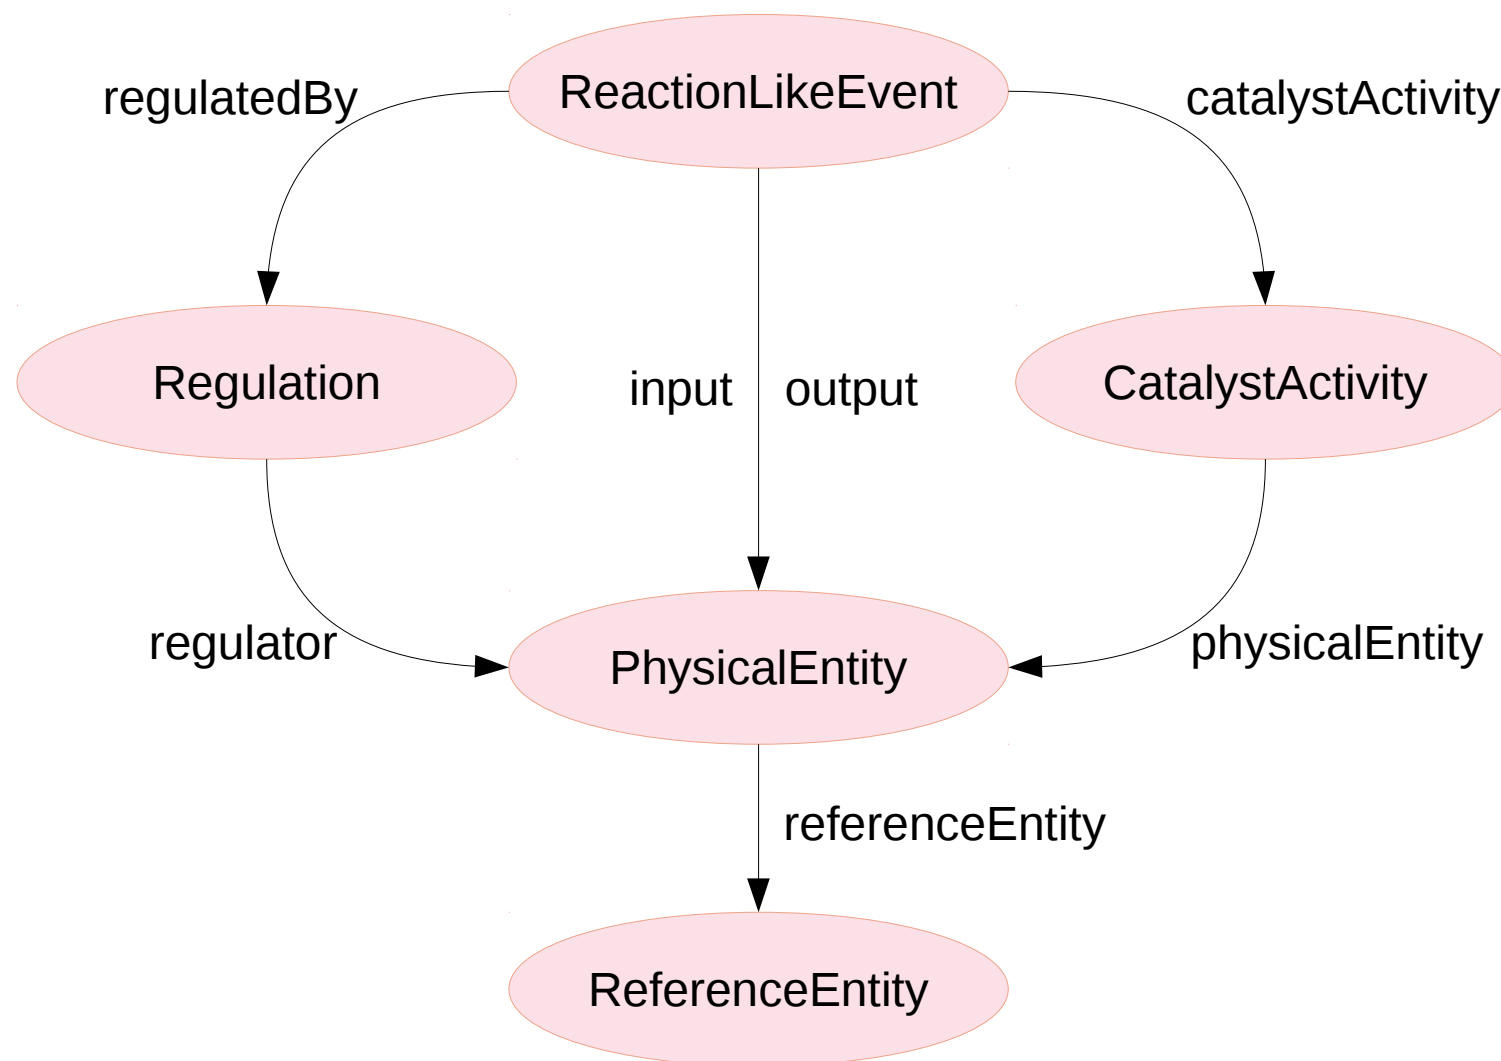 ReactionLikeEvent
regulatedBy
catalystActivity
Regulation
input
output
CatalystActivity
regulator
physicalEntity
PhysicalEntity
referenceEntity
ReferenceEntity